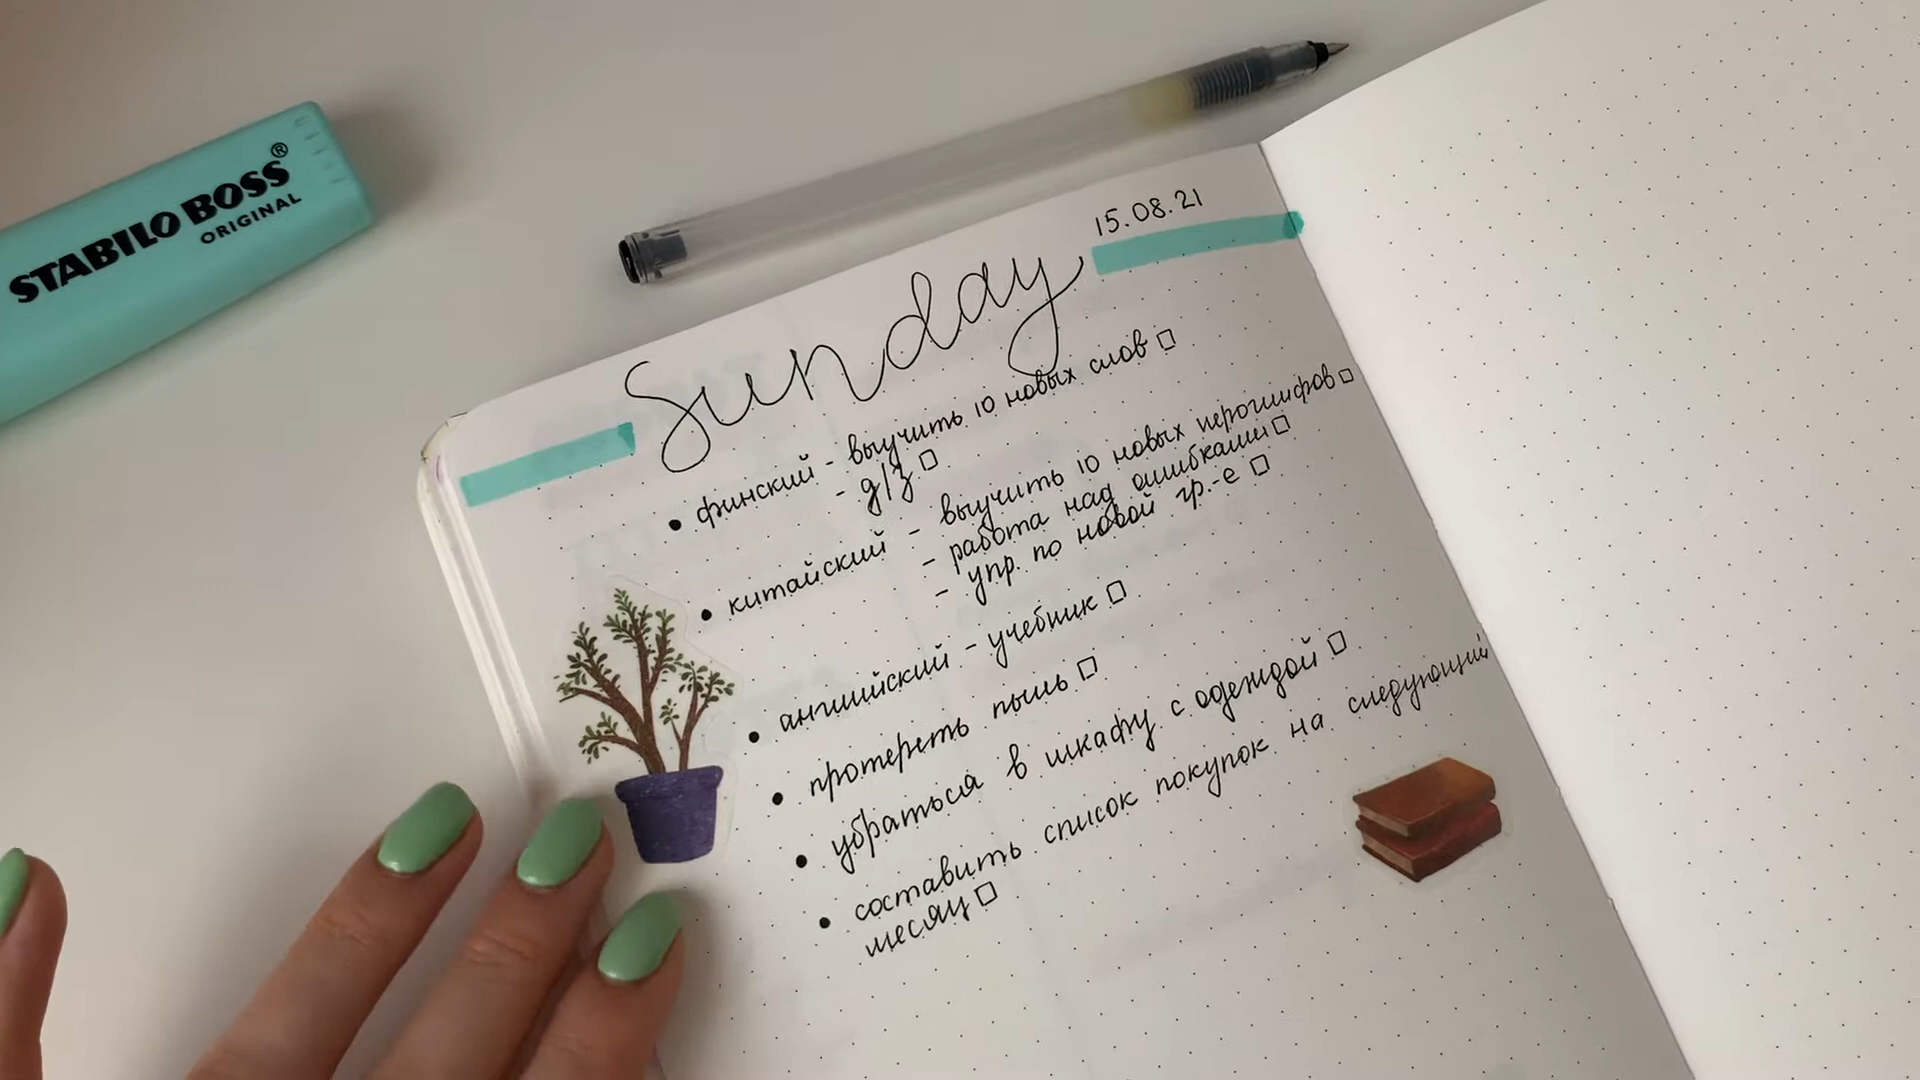 STABILO BOSS®
ORIGINAL
15.08.21
Sunday
• финский - выучить 10 новых слов □
- д/з □
• китайский - выучить 10 новых иероглифов □
- работа над ошибками □
- упр. по новой гр.-е □
• английский - учебник □
• протереть пыль □
• убраться в шкафу с одеждой □
• составить список покупок на следующий
месяц □